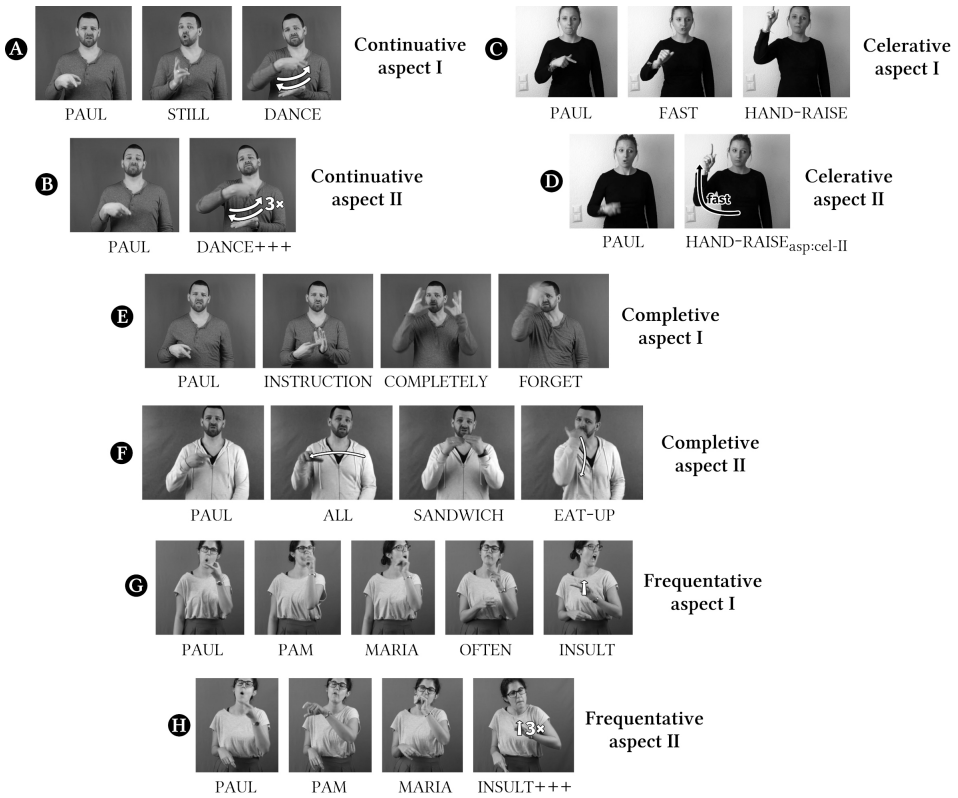 A
PAUL STILL DANCE
Continuative
aspect I
B
3×
PAUL DANCE+++
Continuative
aspect II
C
PAUL FAST HAND-RAISE
Celerative
aspect I
D
fast
PAUL HAND-RAISEasp:cel-II
Celerative
aspect II
E
PAUL INSTRUCTION COMPLETELY FORGET
Completive
aspect I
F
PAUL ALL SANDWICH EAT-UP
Completive
aspect II
G
PAUL PAM MARIA OFTEN INSULT
Frequentative
aspect I
H
3×
PAUL PAM MARIA INSULT+++
Frequentative
aspect II